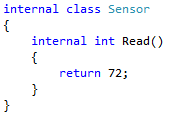 internal class Sensor
{
    internal int Read()
    {
        return 72;
    }
}